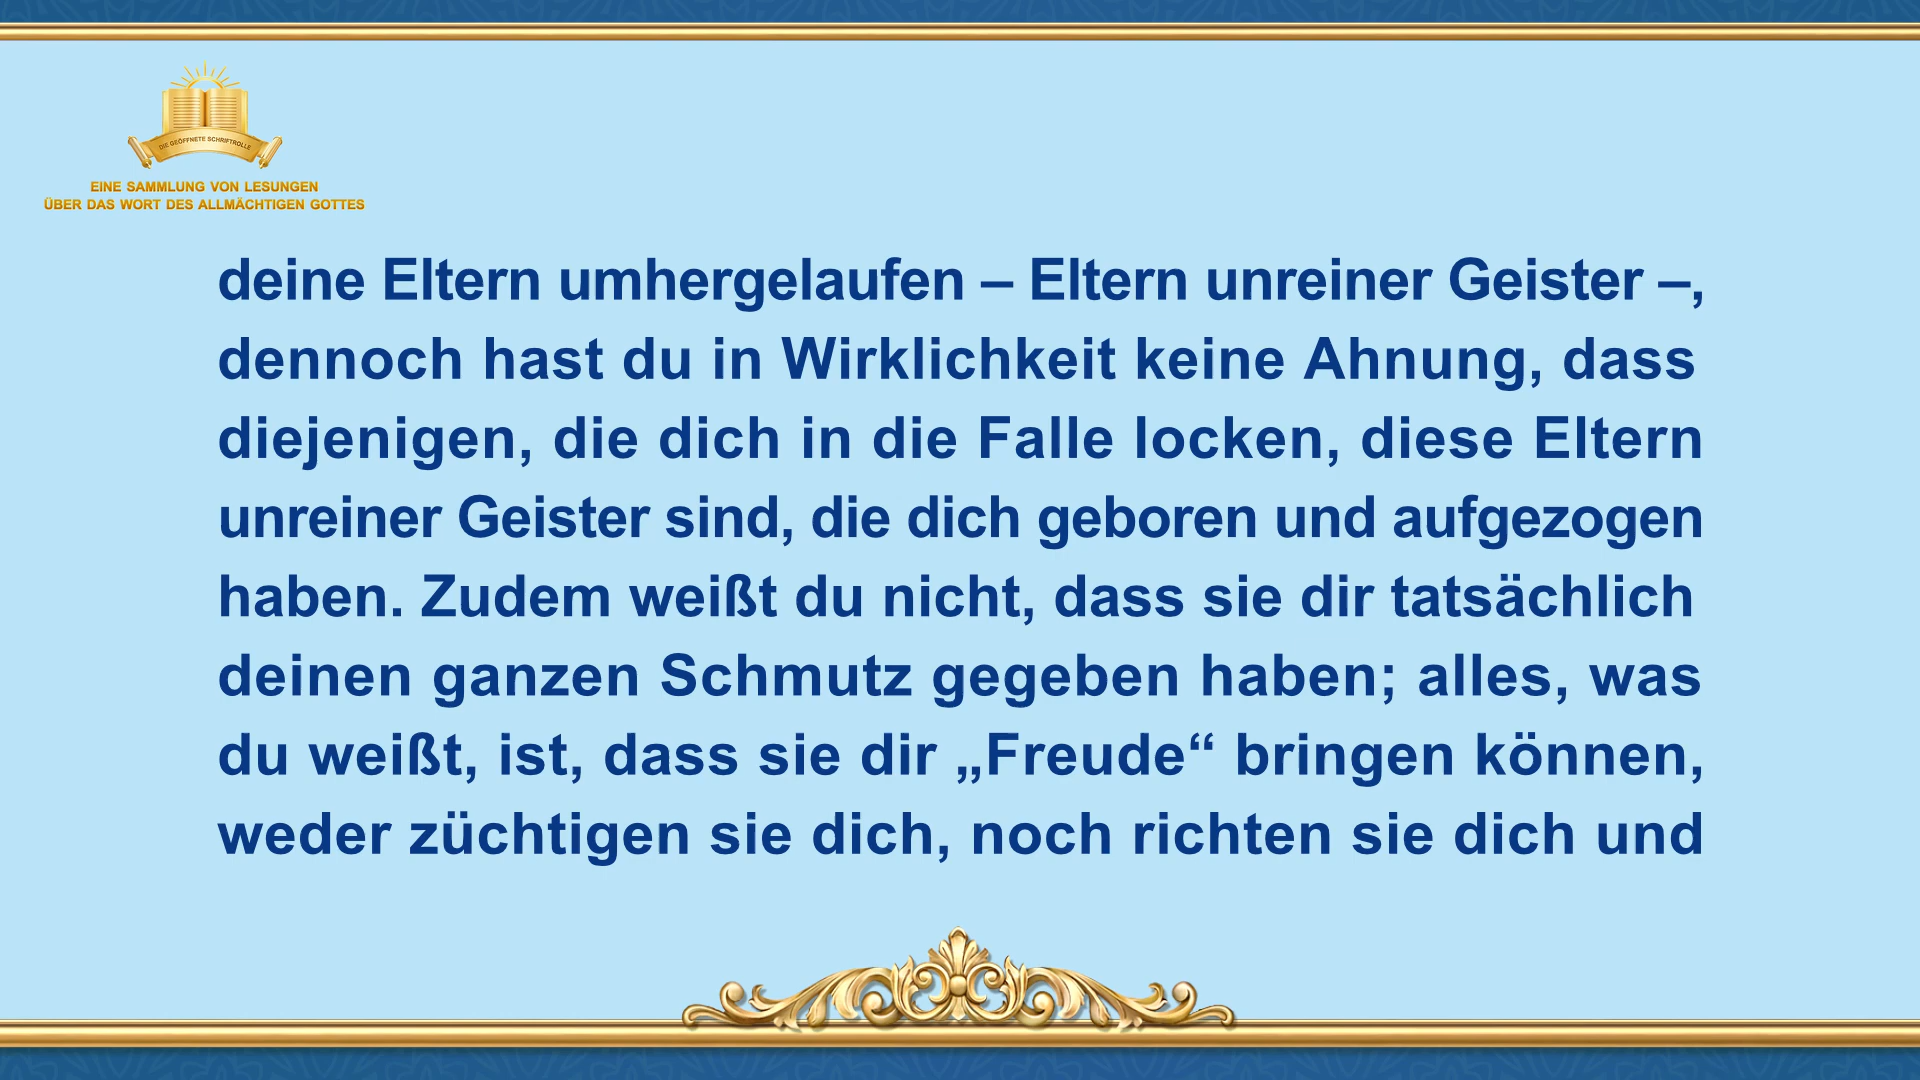 DIE GEÖFFNETE SCHRIFTROLLE
EINE SAMMLUNG VON LESUNGEN
ÜBER DAS WORT DES ALLMÄCHTIGEN GOTTES
deine Eltern umhergelaufen – Eltern unreiner Geister –,
dennoch hast du in Wirklichkeit keine Ahnung, dass
diejenigen, die dich in die Falle locken, diese Eltern
unreiner Geister sind, die dich geboren und aufgezogen
haben. Zudem weißt du nicht, dass sie dir tatsächlich
deinen ganzen Schmutz gegeben haben; alles, was
du weißt, ist, dass sie dir „Freude“ bringen können,
weder züchtigen sie dich, noch richten sie dich und